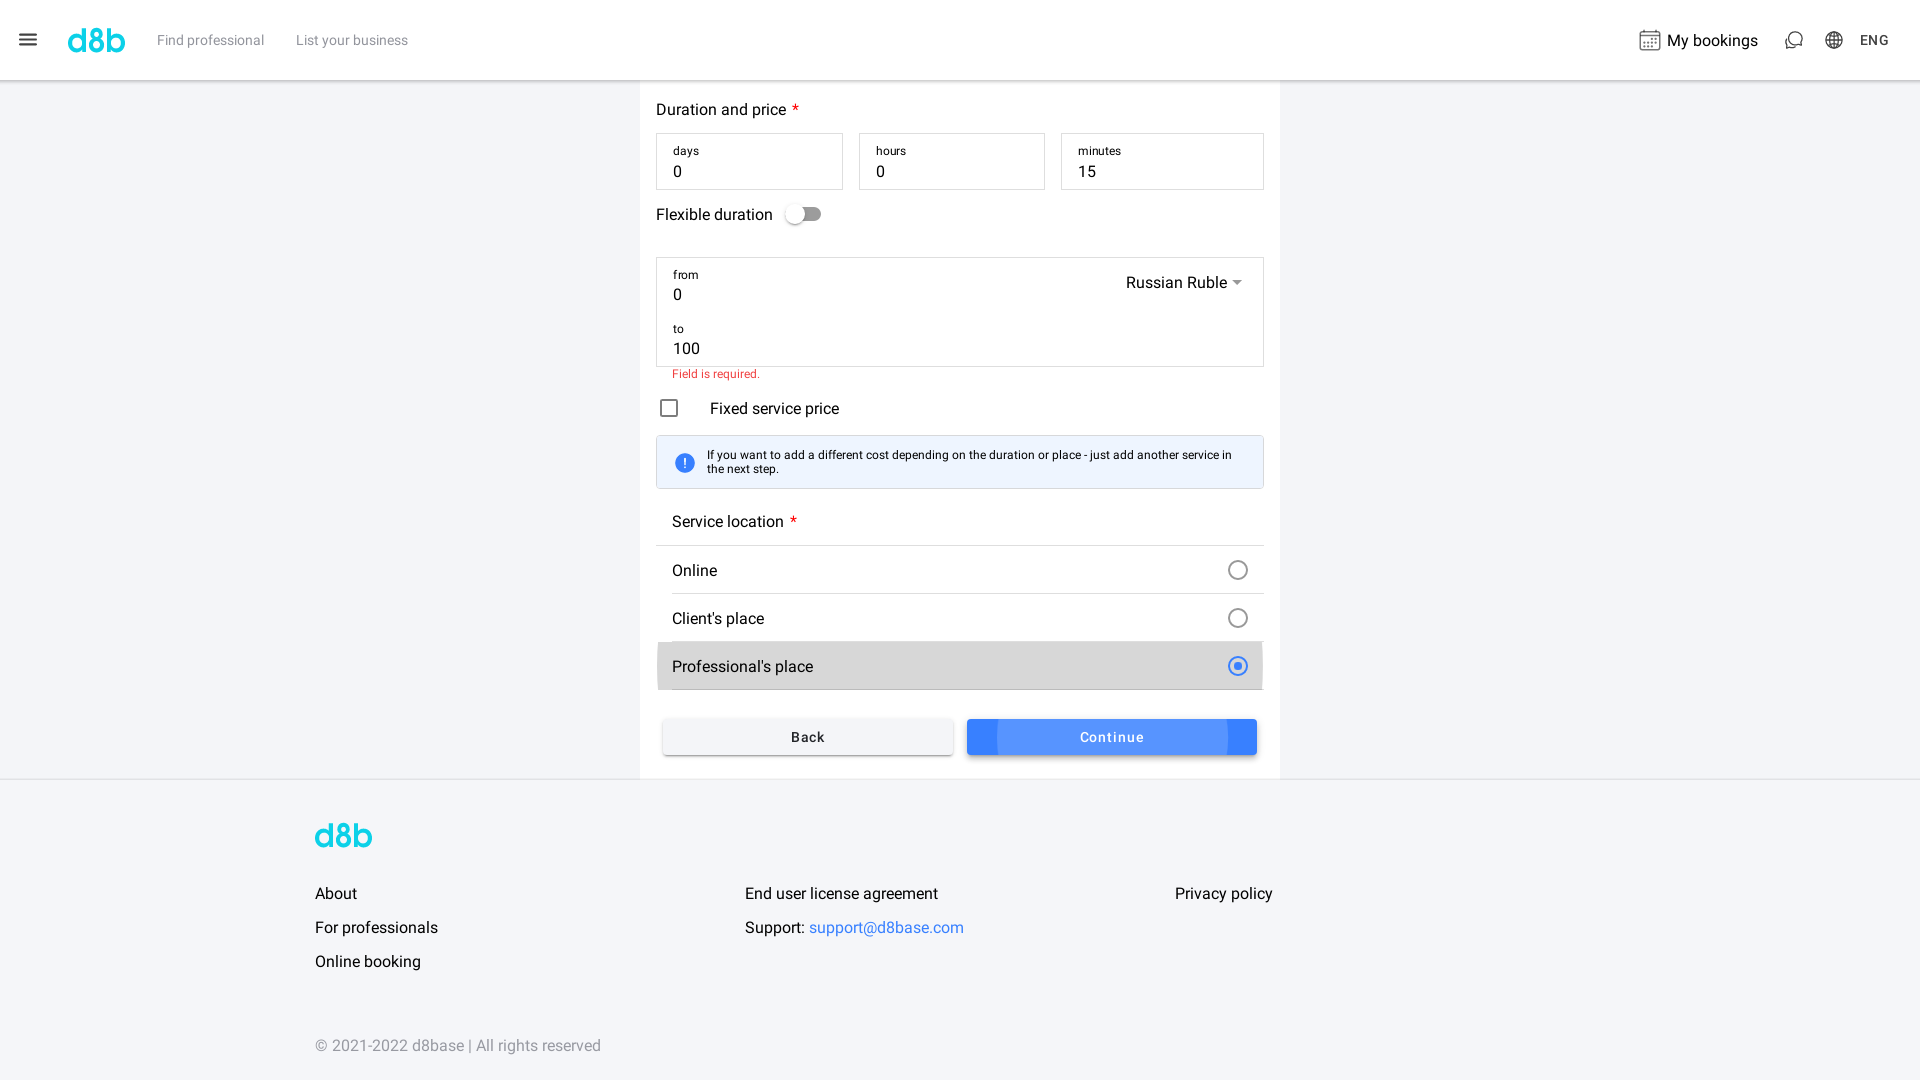 d8b
Find professional
List your business
My bookings
ENG
Duration and price *
days
0
hours
0
minutes
15
Flexible duration
from
0
Russian Ruble
to
100
Field is required.
Fixed service price
If you want to add a different cost depending on the duration or place - just add another service in
the next step.
Service location *
Online
Client's place
Professional's place
Back
Continue
d8b
About
For professionals
Online booking
End user license agreement
Support: support@d8base.com
Privacy policy
© 2021-2022 d8base | All rights reserved